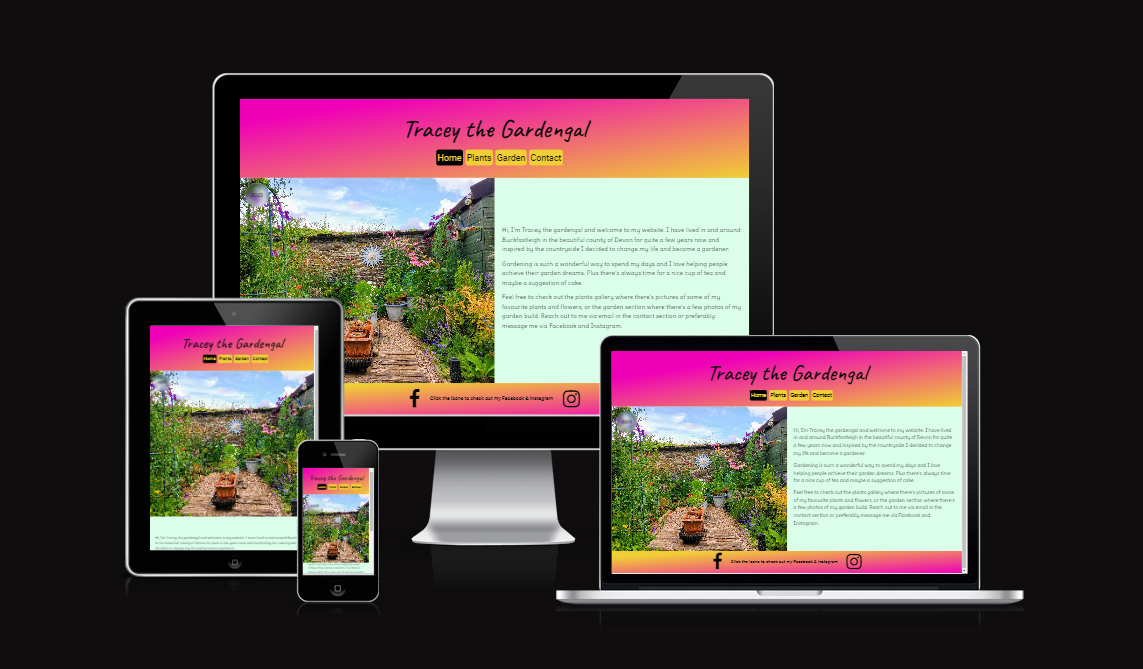 Tracey the Gardengal
Home Plants Garden Contact
Hi, I'm Tracey the gardengal and welcome to my website. I have lived in and around
Buckfastleigh in the beautiful county of Devon for quite a few years now and
inspired by the countryside I decided to change my life and become a gardener.
Gardening is such a wonderful way to spend my days and I love helping people
achieve their garden dreams. Plus there's always time for a nice cup of tea and
maybe a suggestion of cake.
Feel free to check out the plants gallery where there's pictures of some of my
favourite plants and flowers, or the garden section where there's a few photos of my
garden build. Reach out to me via email in the contact section or preferably
message me via Facebook and Instagram.
Click the icons to check out my Facebook & Instagram
Tracey the Gardengal
Home Plants Garden Contact
Tracey the Gardengal
Home Plants Garden Contact
Tracey the Gardengal
Home Plants Garden Contact
Hi, I'm Tracey the gardengal and welcome to my website. I have lived
in and around Buckfastleigh in the beautiful county of Devon for quite
a few years now and inspired by the countryside I decided to change
my life and become a gardener.
Gardening is such a wonderful way to spend my days and I love
helping people achieve their garden dreams. Plus there's always time
for a nice cup of tea and maybe a suggestion of cake.
Feel free to check out the plants gallery where there's pictures of some
of my favourite plants and flowers, or the garden section where there's
a few photos of my garden build. Reach out to me via email in the
contact section or preferably message me via Facebook and
Instagram.
Click the icons to check out my Facebook & Instagram